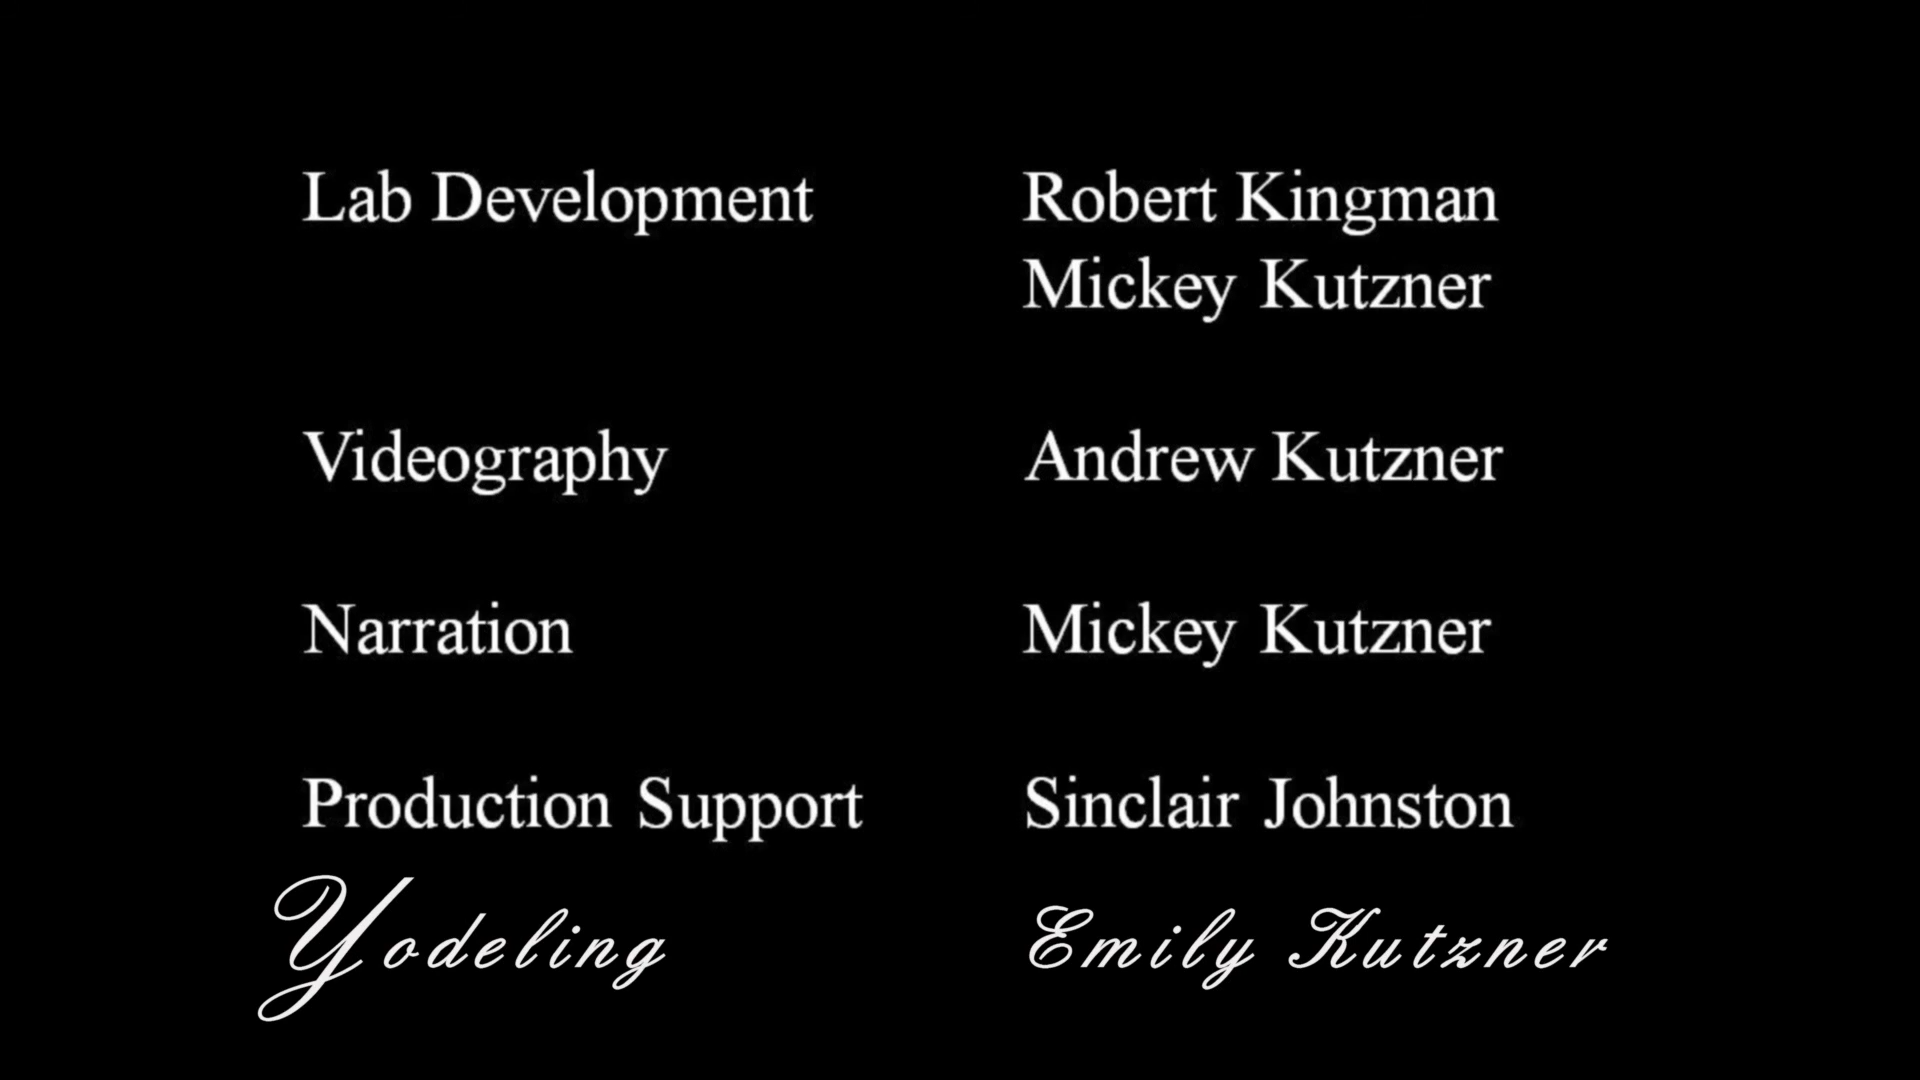 Lab Development Robert Kingman
Mickey Kutzner
Videography Andrew Kutzner
Narration Mickey Kutzner
Production Support Sinclair Johnston
Yodeling Emily Kutzner